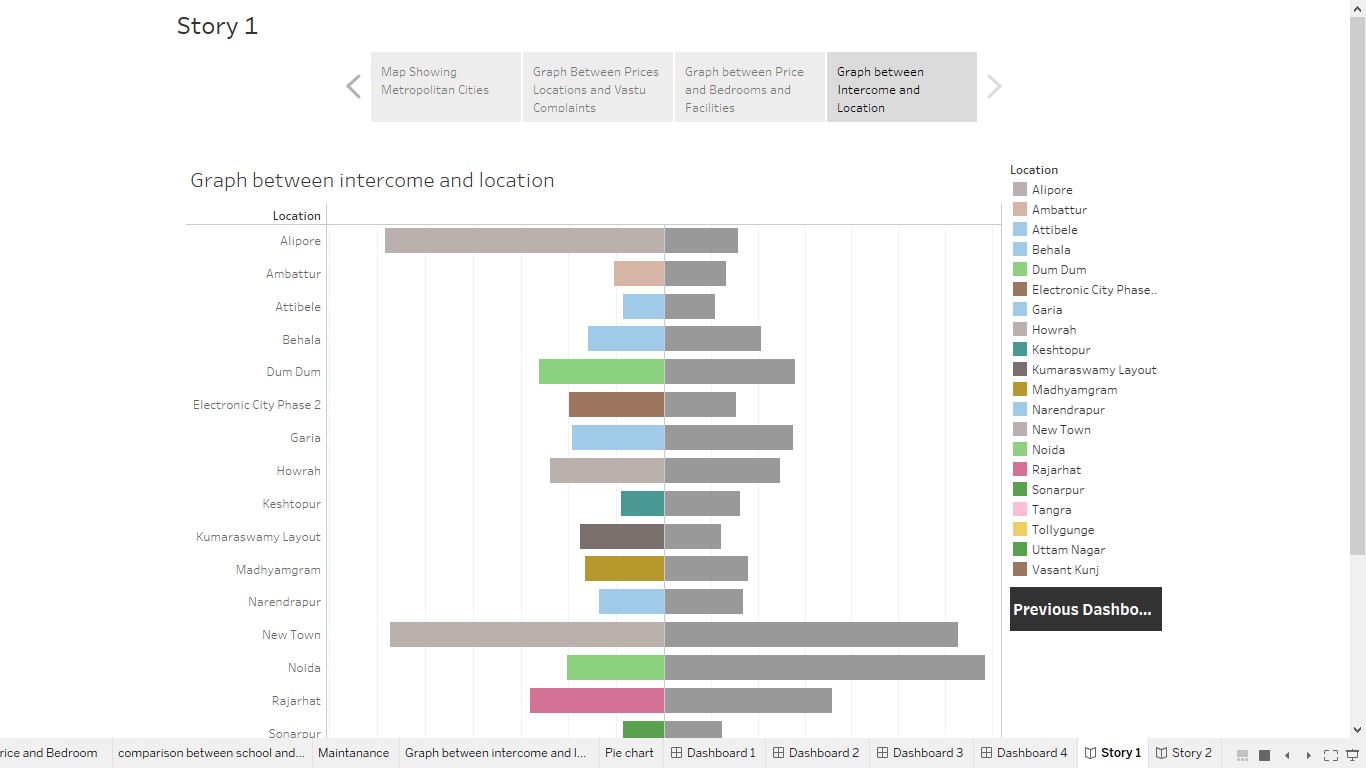 Story 1
Map Showing
Metropolitan Cities
Graph Between Prices
Locations and Vastu
Complaints
Graph between Price
and Bedrooms and
Facilities
Graph between
Intercome and
Location
Graph between intercome and location
Location
Alipore
Ambattur
Attibele
Behala
Dum Dum
Electronic City Phase 2
Garia
Howrah
Keshtopur
Kumaraswamy Layout
Madhyamgram
Narendrapur
New Town
Noida
Rajarhat
Sonarpur
Location
Alipore
Ambattur
Attibele
Behala
Dum Dum
Electronic City Phase..
Garia
Howrah
Keshtopur
Kumaraswamy Layout
Madhyamgram
Narendrapur
New Town
Noida
Rajarhat
Sonarpur
Tangra
Tollygunge
Uttam Nagar
Vasant Kunj
Previous Dashbo...
rice and Bedroom
comparison between school and...
Maintanance
Graph between intercome and l...
Pie chart
Dashboard 1
Dashboard 2
Dashboard 3
Dashboard 4
Story 1
Story 2